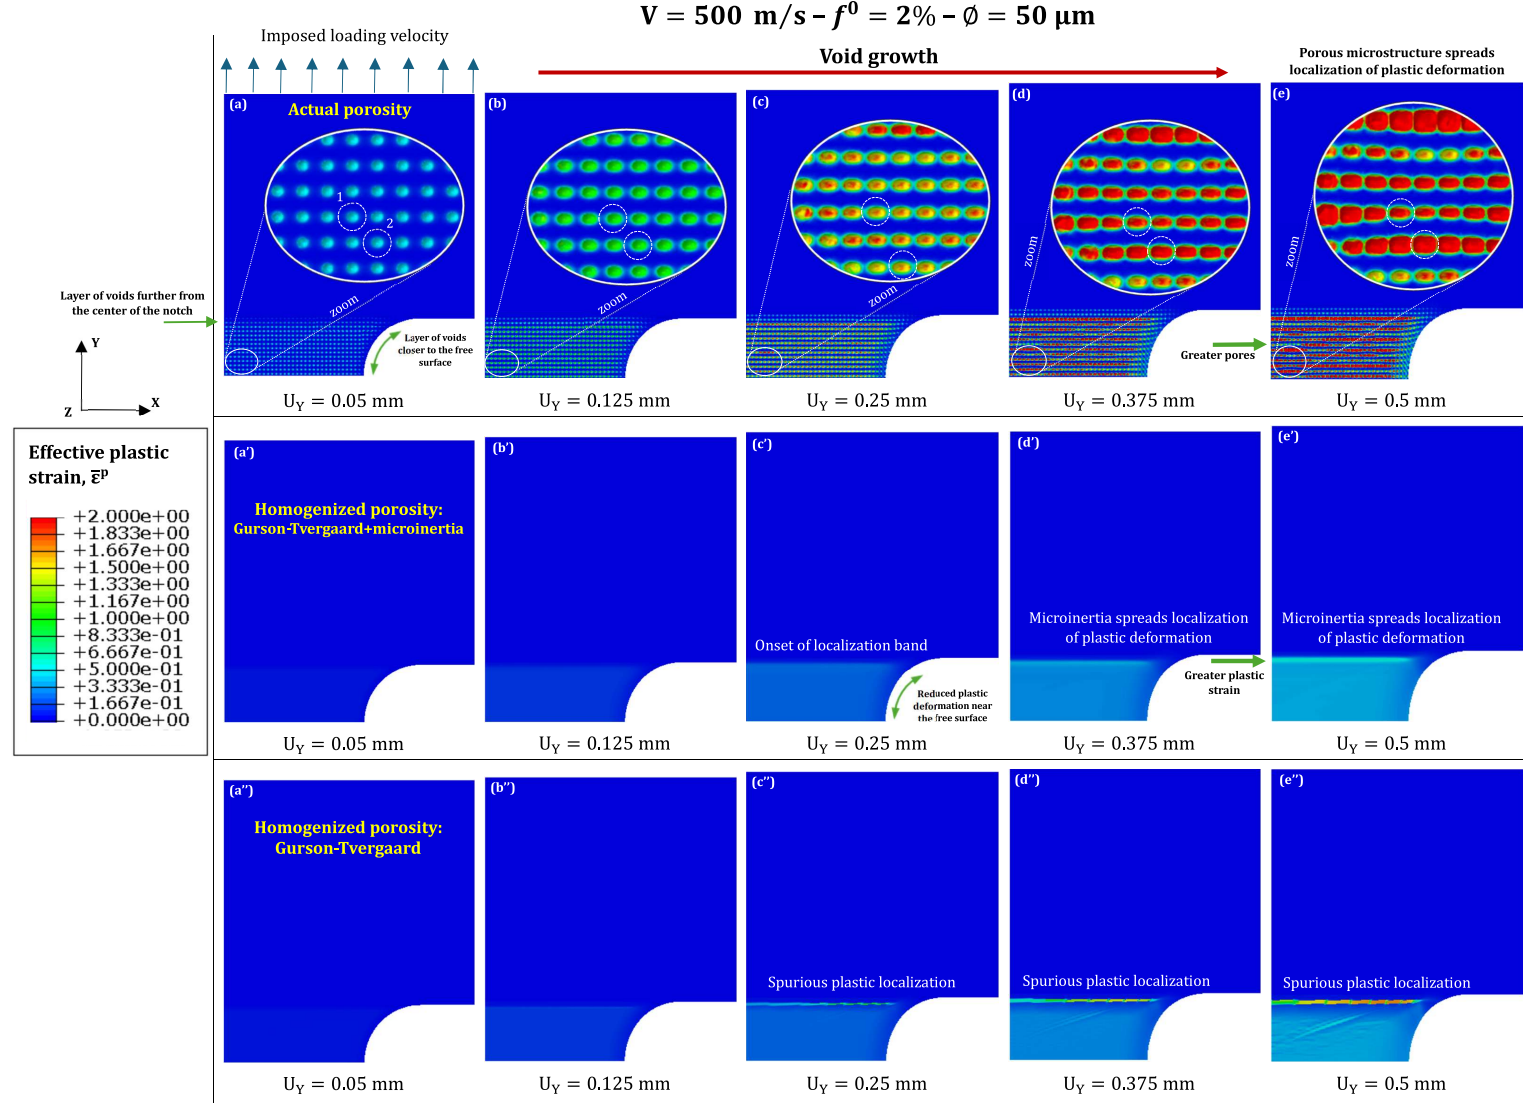 V = 500 m/s – f⁰ = 2% – ∅ = 50 µm
Imposed loading velocity
Void growth
Porous microstructure spreads
localization of plastic deformation
(a)
Actual porosity
1
2
zoom
Layer of voids further from
the center of the notch
Layer of voids
closer to the free
surface
(b)
zoom
(c)
zoom
(d)
zoom
Greater pores
(e)
zoom
Y
Z
X
U_Y = 0.05 mm
U_Y = 0.125 mm
U_Y = 0.25 mm
U_Y = 0.375 mm
U_Y = 0.5 mm
Effective plastic
strain, ε̄ᵖ
+2.000e+00
+1.833e+00
+1.667e+00
+1.500e+00
+1.333e+00
+1.167e+00
+1.000e+00
+8.333e-01
+6.667e-01
+5.000e-01
+3.333e-01
+1.667e-01
+0.000e+00
(a')
Homogenized porosity:
Gurson-Tvergaard+microinertia
(b')
(c')
Onset of localization band
Reduced plastic
deformation near
the free surface
(d')
Microinertia spreads localization
of plastic deformation
Greater plastic
strain
(e')
Microinertia spreads localization
of plastic deformation
U_Y = 0.05 mm
U_Y = 0.125 mm
U_Y = 0.25 mm
U_Y = 0.375 mm
U_Y = 0.5 mm
(a'')
Homogenized porosity:
Gurson-Tvergaard
(b'')
(c'')
Spurious plastic localization
(d'')
Spurious plastic localization
(e'')
Spurious plastic localization
U_Y = 0.05 mm
U_Y = 0.125 mm
U_Y = 0.25 mm
U_Y = 0.375 mm
U_Y = 0.5 mm